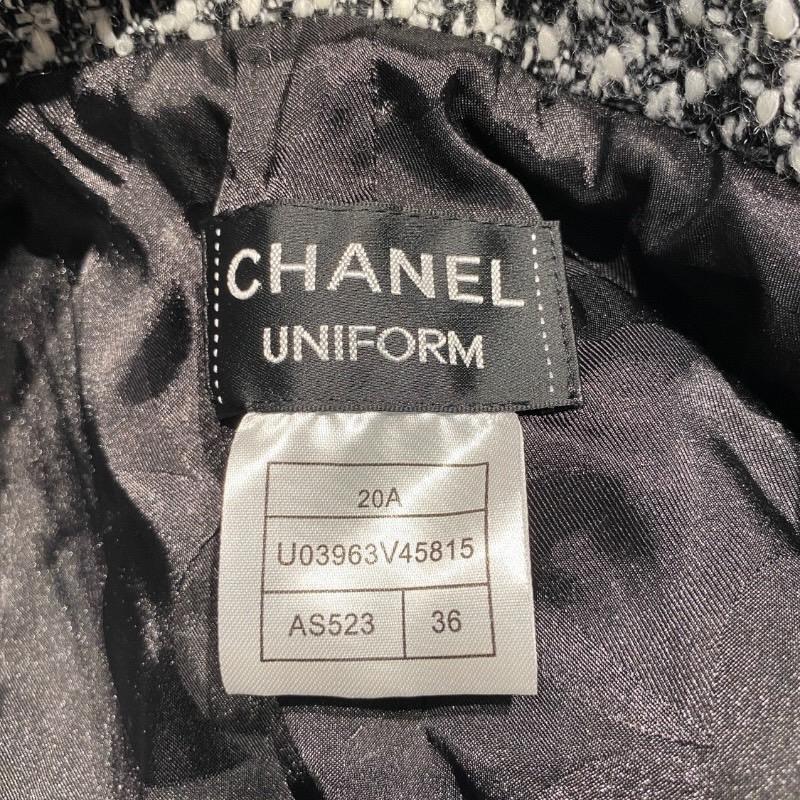 CHANEL
UNIFORM
20A
U03963V45815
AS523 36